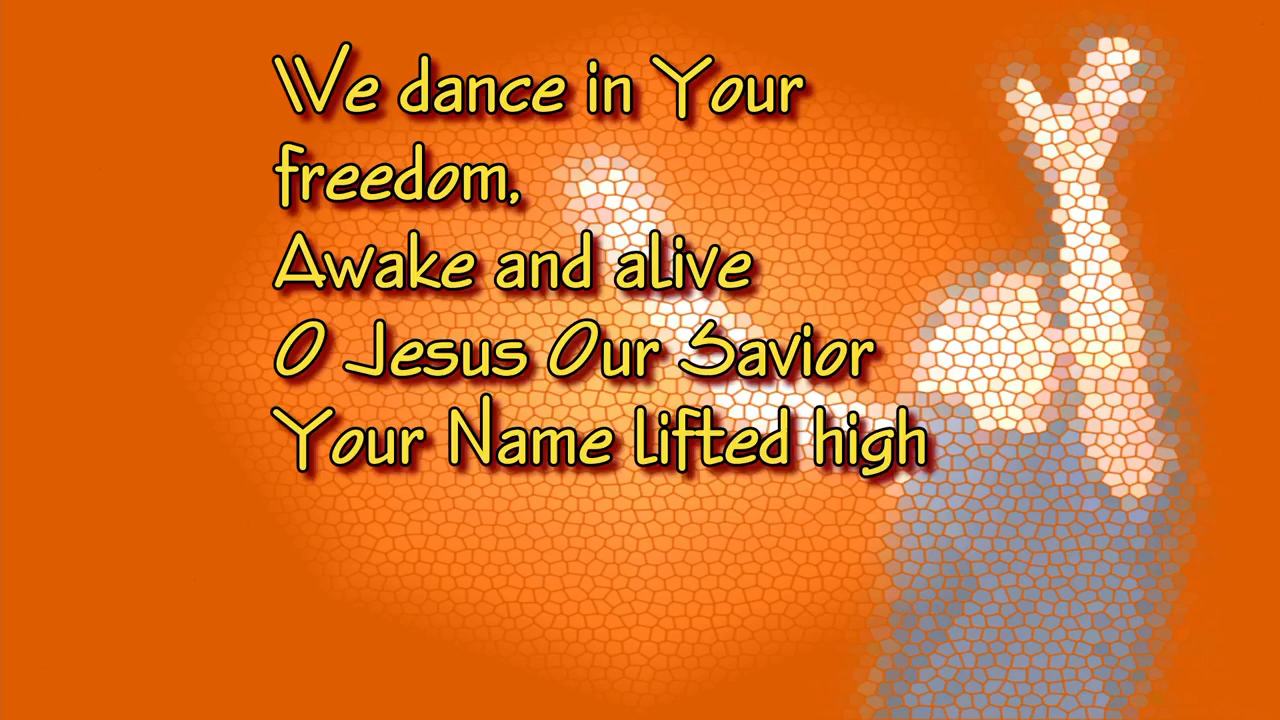 We dance in Your
freedom,
Awake and alive
O Jesus Our Savior
Your Name lifted high